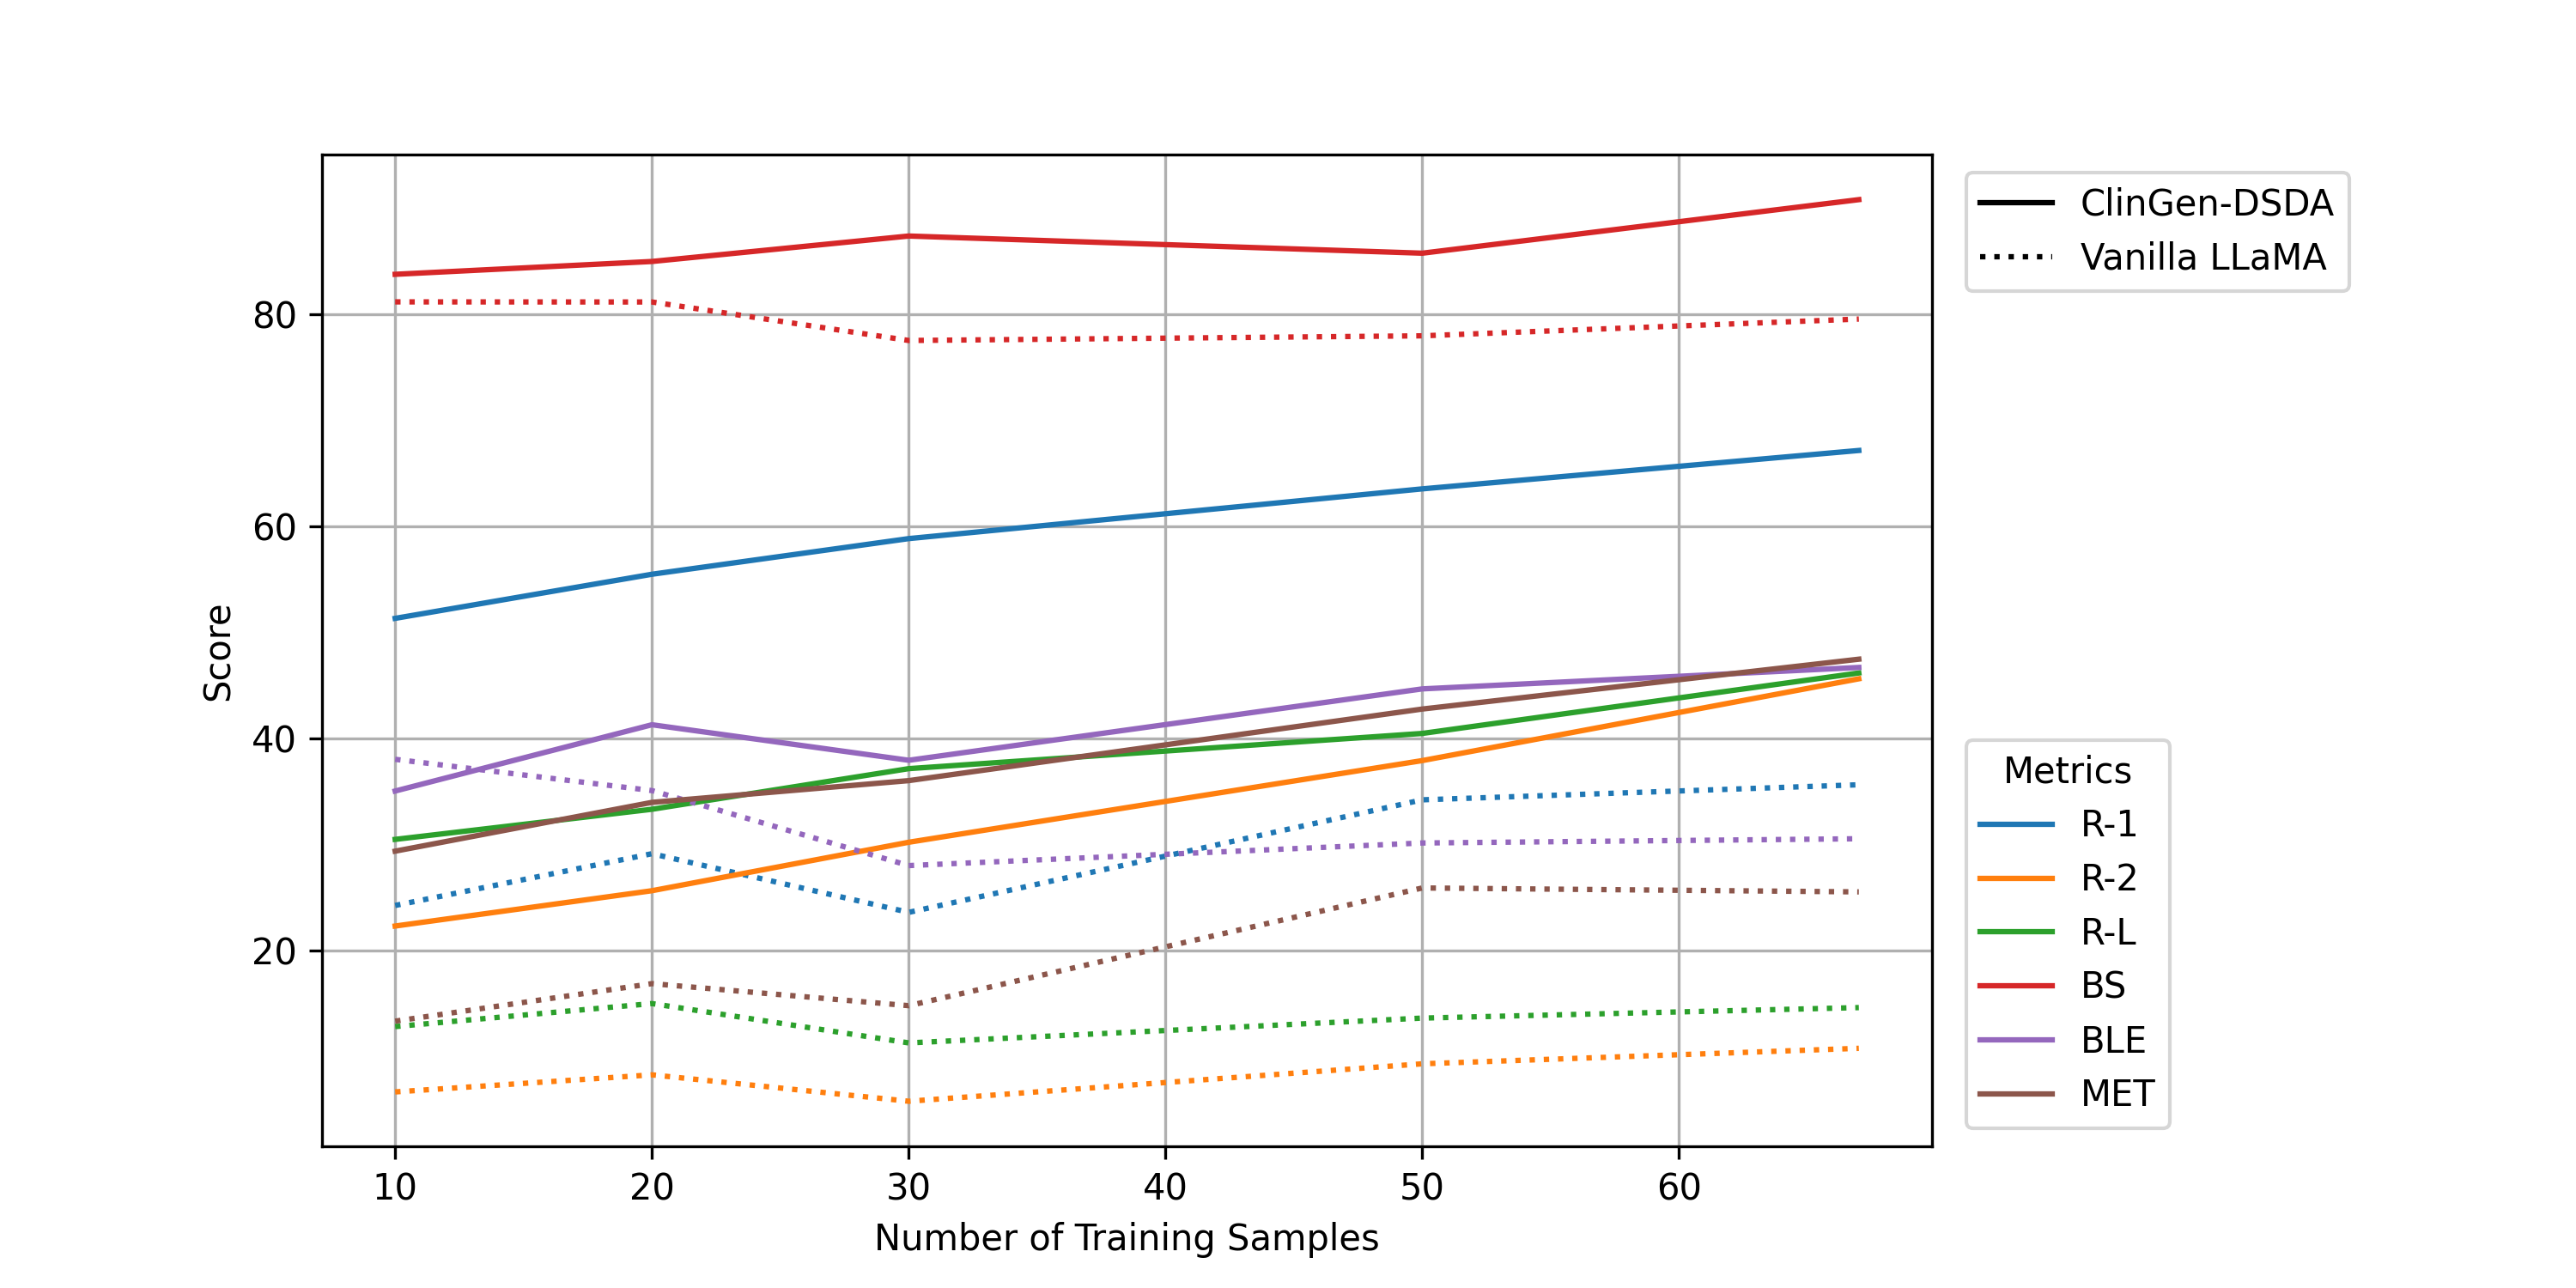 ClinGen-DSDA
Vanilla LLaMA
80
60
40
20
Score
10 20 30 40 50 60
Number of Training Samples
Metrics
R-1
R-2
R-L
BS
BLE
MET